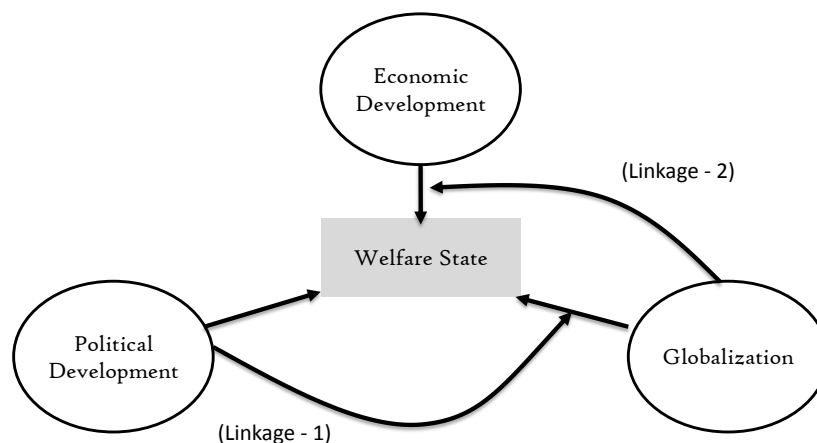 Economic
Development
(Linkage - 2)
Welfare State
Political
Development
Globalization
(Linkage - 1)